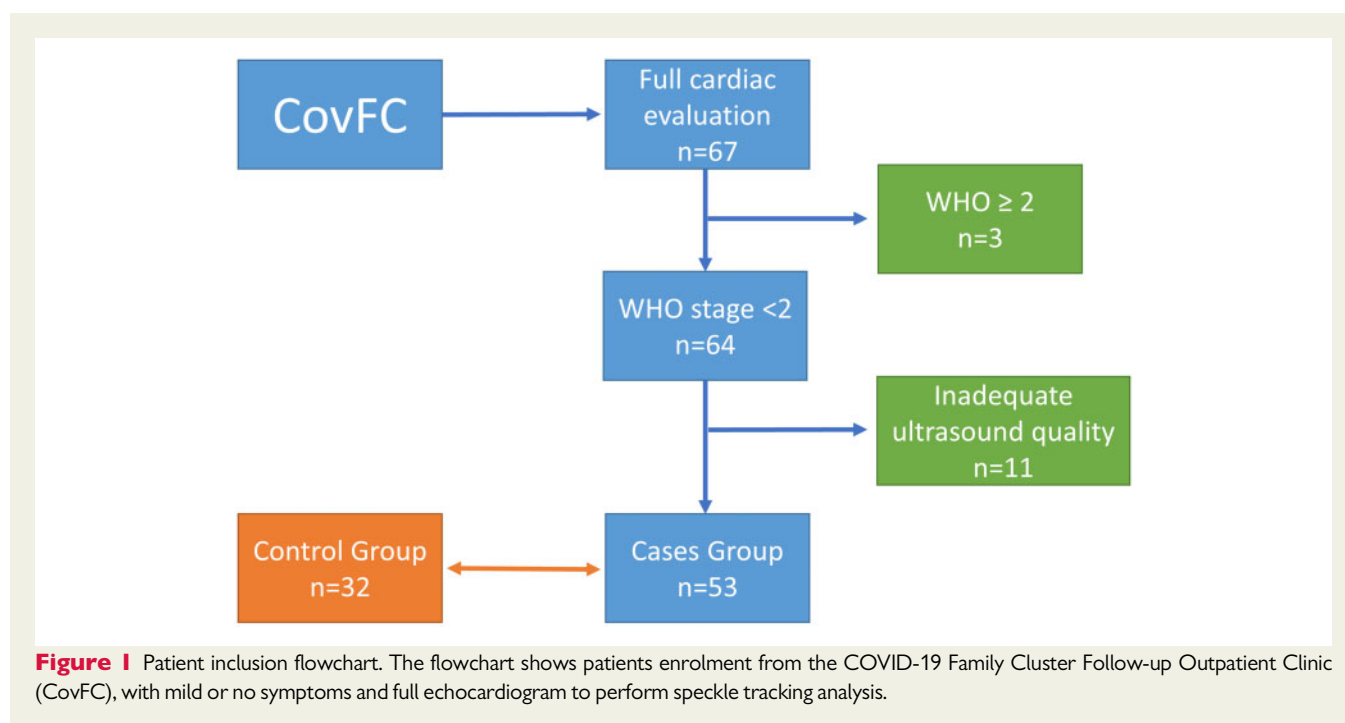 CovFC
Full cardiac
evaluation
n=67
WHO ≥ 2
n=3
WHO stage <2
n=64
Inadequate
ultrasound quality
n=11
Control Group
n=32
Cases Group
n=53
Figure 1 Patient inclusion flowchart. The flowchart shows patients enrolment from the COVID-19 Family Cluster Follow-up Outpatient Clinic
(CovFC), with mild or no symptoms and full echocardiogram to perform speckle tracking analysis.